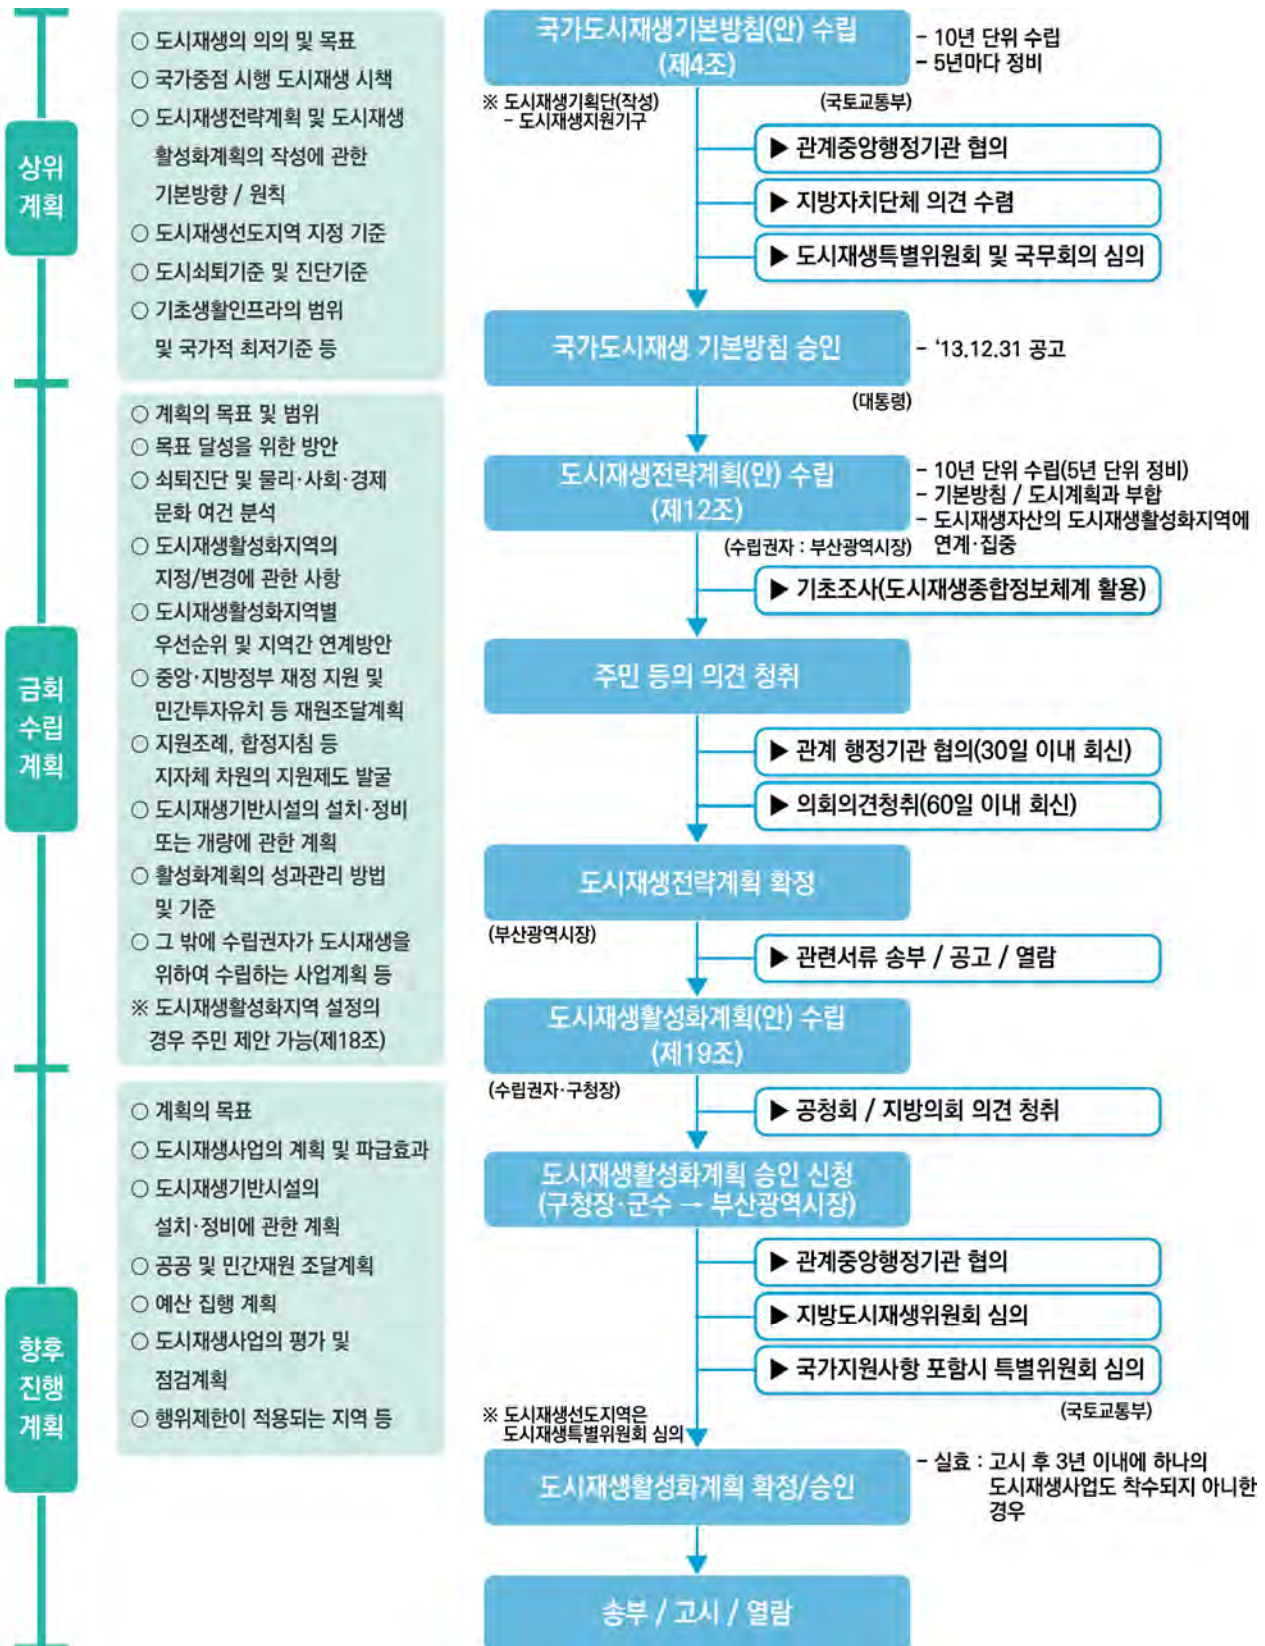 상위
계획
○ 도시재생의 의의 및 목표
○ 국가중점 시행 도시재생 시책
○ 도시재생전략계획 및 도시재생
활성화계획의 작성에 관한
기본방향 / 원칙
○ 도시재생선도지역 지정 기준
○ 도시쇠퇴기준 및 진단기준
○ 기초생활인프라의 범위
및 국가적 최저기준 등
국가도시재생기본방침(안) 수립
(제4조)
- 10년 단위 수립
- 5년마다 정비
※ 도시재생기획단(작성)
- 도시재생지원기구
(국토교통부)
▶ 관계중앙행정기관 협의
▶ 지방자치단체 의견 수렴
▶ 도시재생특별위원회 및 국무회의 심의
국가도시재생 기본방침 승인
- ‘13.12.31 공고
(대통령)
금회
수립
계획
○ 계획의 목표 및 범위
○ 목표 달성을 위한 방안
○ 쇠퇴진단 및 물리·사회·경제
문화 여건 분석
○ 도시재생활성화지역의
지정/변경에 관한 사항
○ 도시재생활성화지역별
우선순위 및 지역간 연계방안
○ 중앙·지방정부 재정 지원 및
민간투자유치 등 재원조달계획
○ 지원조례, 합정지침 등
지자체 차원의 지원제도 발굴
○ 도시재생기반시설의 설치·정비
또는 개량에 관한 계획
○ 활성화계획의 성과관리 방법
및 기준
○ 그 밖에 수립권자가 도시재생을
위하여 수립하는 사업계획 등
※ 도시재생활성화지역 설정의
경우 주민 제안 가능(제18조)
도시재생전략계획(안) 수립
(제12조)
- 10년 단위 수립(5년 단위 정비)
- 기본방침 / 도시계획과 부합
- 도시재생자산의 도시재생활성화지역에
연계·집중
(수립권자 : 부산광역시장)
▶ 기초조사(도시재생종합정보체계 활용)
주민 등의 의견 청취
▶ 관계 행정기관 협의(30일 이내 회신)
▶ 의회의견청취(60일 이내 회신)
도시재생전략계획 확정
(부산광역시장)
▶ 관련서류 송부 / 공고 / 열람
도시재생활성화계획(안) 수립
(제19조)
(수립권자·구청장)
▶ 공청회 / 지방의회 의견 청취
향후
진행
계획
○ 계획의 목표
○ 도시재생사업의 계획 및 파급효과
○ 도시재생기반시설의
설치·정비에 관한 계획
○ 공공 및 민간재원 조달계획
○ 예산 집행 계획
○ 도시재생사업의 평가 및
점검계획
○ 행위제한이 적용되는 지역 등
도시재생활성화계획 승인 신청
(구청장·군수 → 부산광역시장)
▶ 관계중앙행정기관 협의
▶ 지방도시재생위원회 심의
▶ 국가지원사항 포함시 특별위원회 심의
(국토교통부)
※ 도시재생선도지역은
도시재생특별위원회 심의
도시재생활성화계획 확정/승인
- 실효 : 고시 후 3년 이내에 하나의
도시재생사업도 착수되지 아니한
경우
송부 / 고시 / 열람